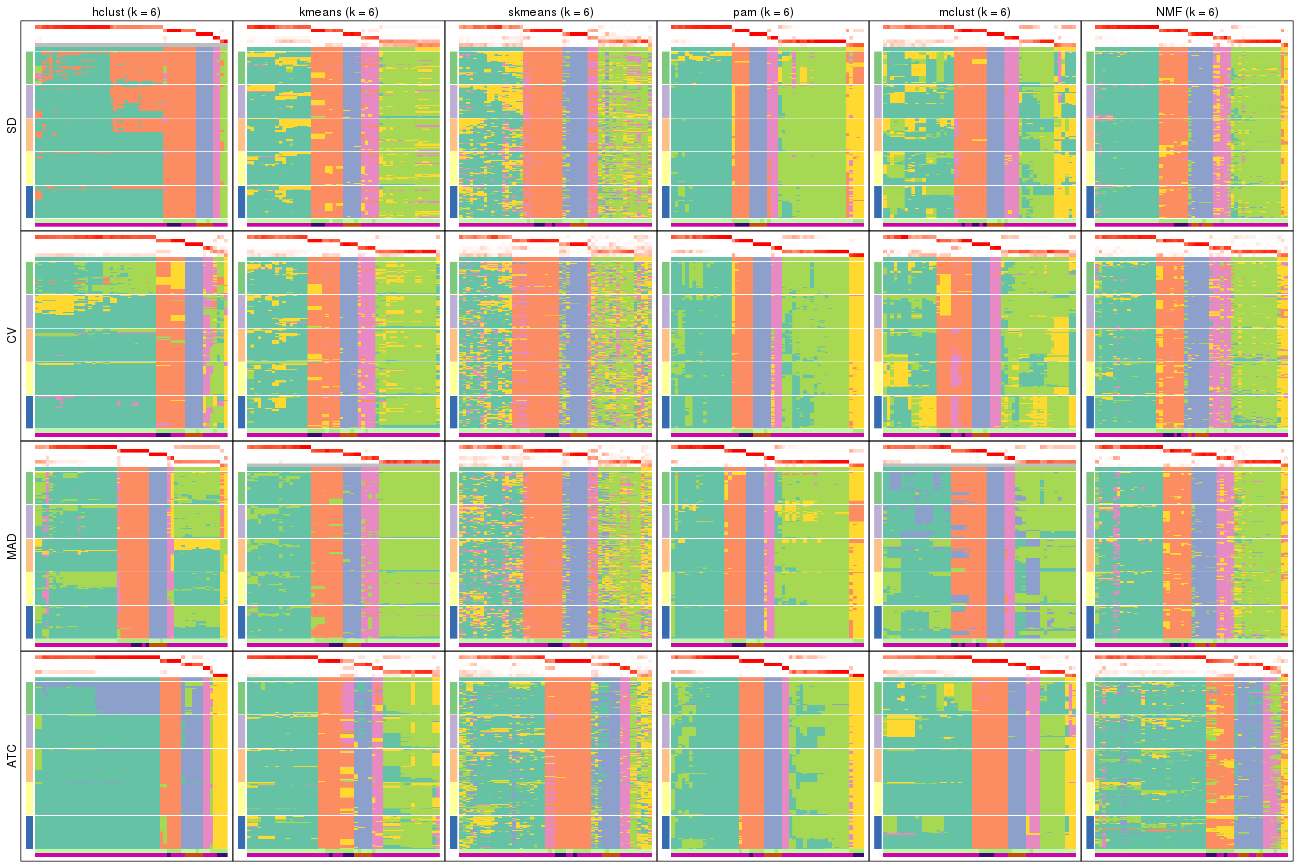 hclust (k = 6)
kmeans (k = 6)
skmeans (k = 6)
pam (k = 6)
mclust (k = 6)
NMF (k = 6)
SD
CV
MAD
ATC